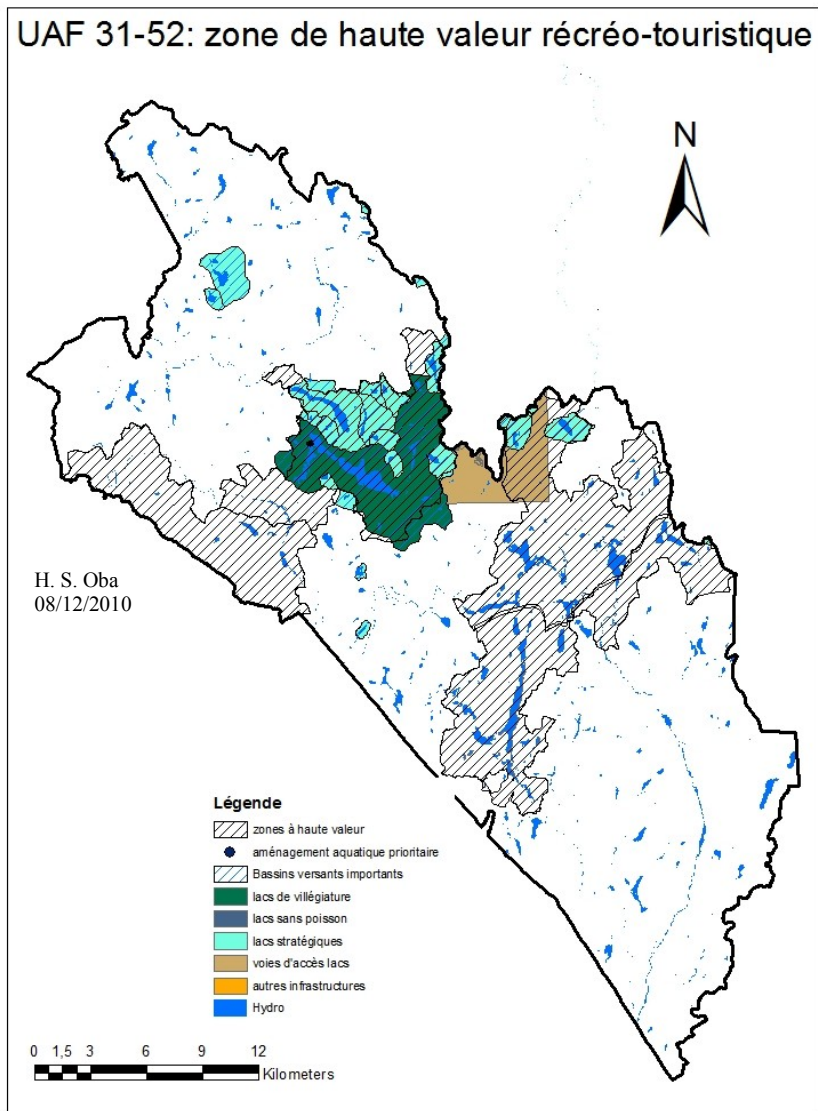 UAF 31-52: zone de haute valeur récréo-touristique
N
H. S. Oba
08/12/2010
Légende
zones à haute valeur
aménagement aquatique prioritaire
Bassins versants importants
lacs de villégiature
lacs sans poisson
lacs stratégiques
voies d'accès lacs
autres infrastructures
Hydro
0 1,5 3 6 9 12
Kilometers